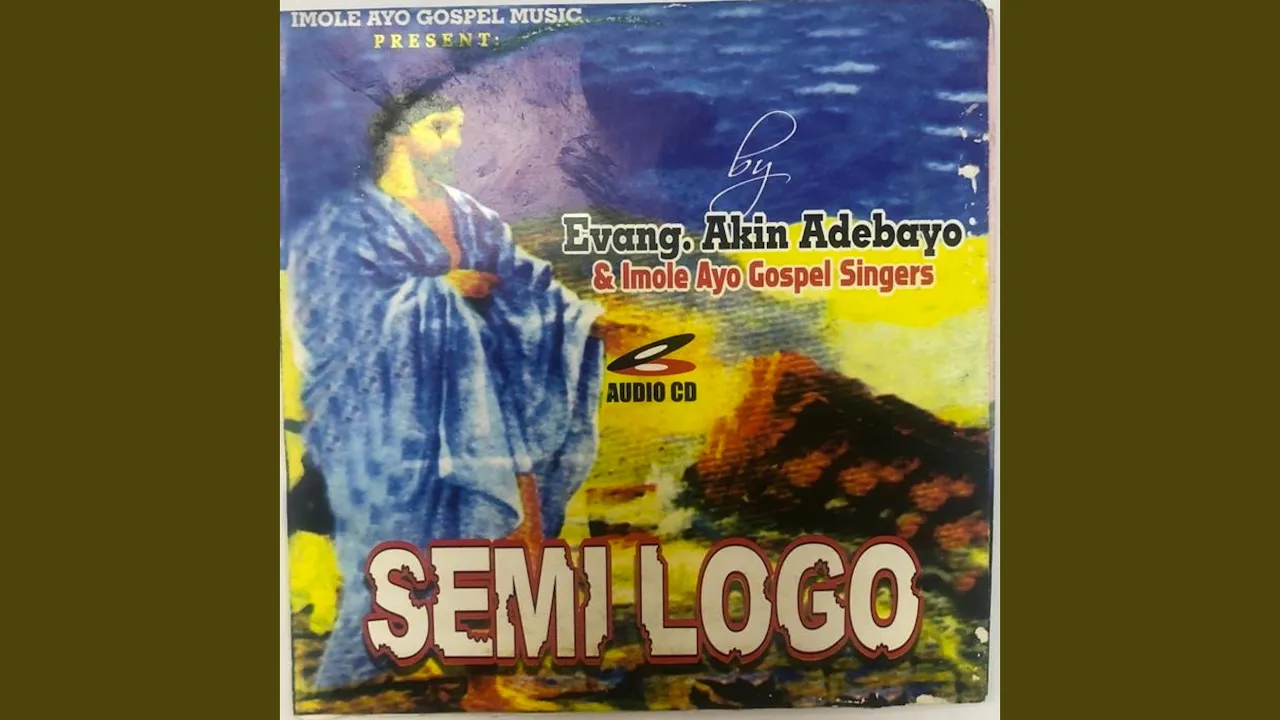 IMOLE AYO GOSPEL MUSIC
PRESENT:
by
Evang. Akin Adebayo
& Imole Ayo Gospel Singers
AUDIO CD
SEMI LOGO